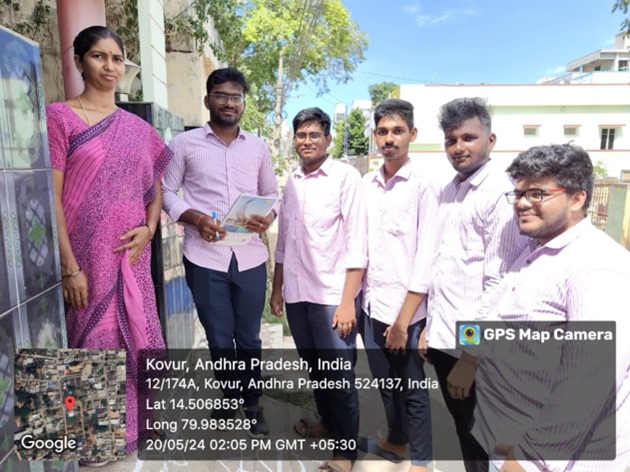 GPS Map Camera
Kovur, Andhra Pradesh, India
12/174A, Kovur, Andhra Pradesh 524137, India
Lat 14.506853°
Long 79.983528°
20/05/24 02:05 PM GMT +05:30
Google